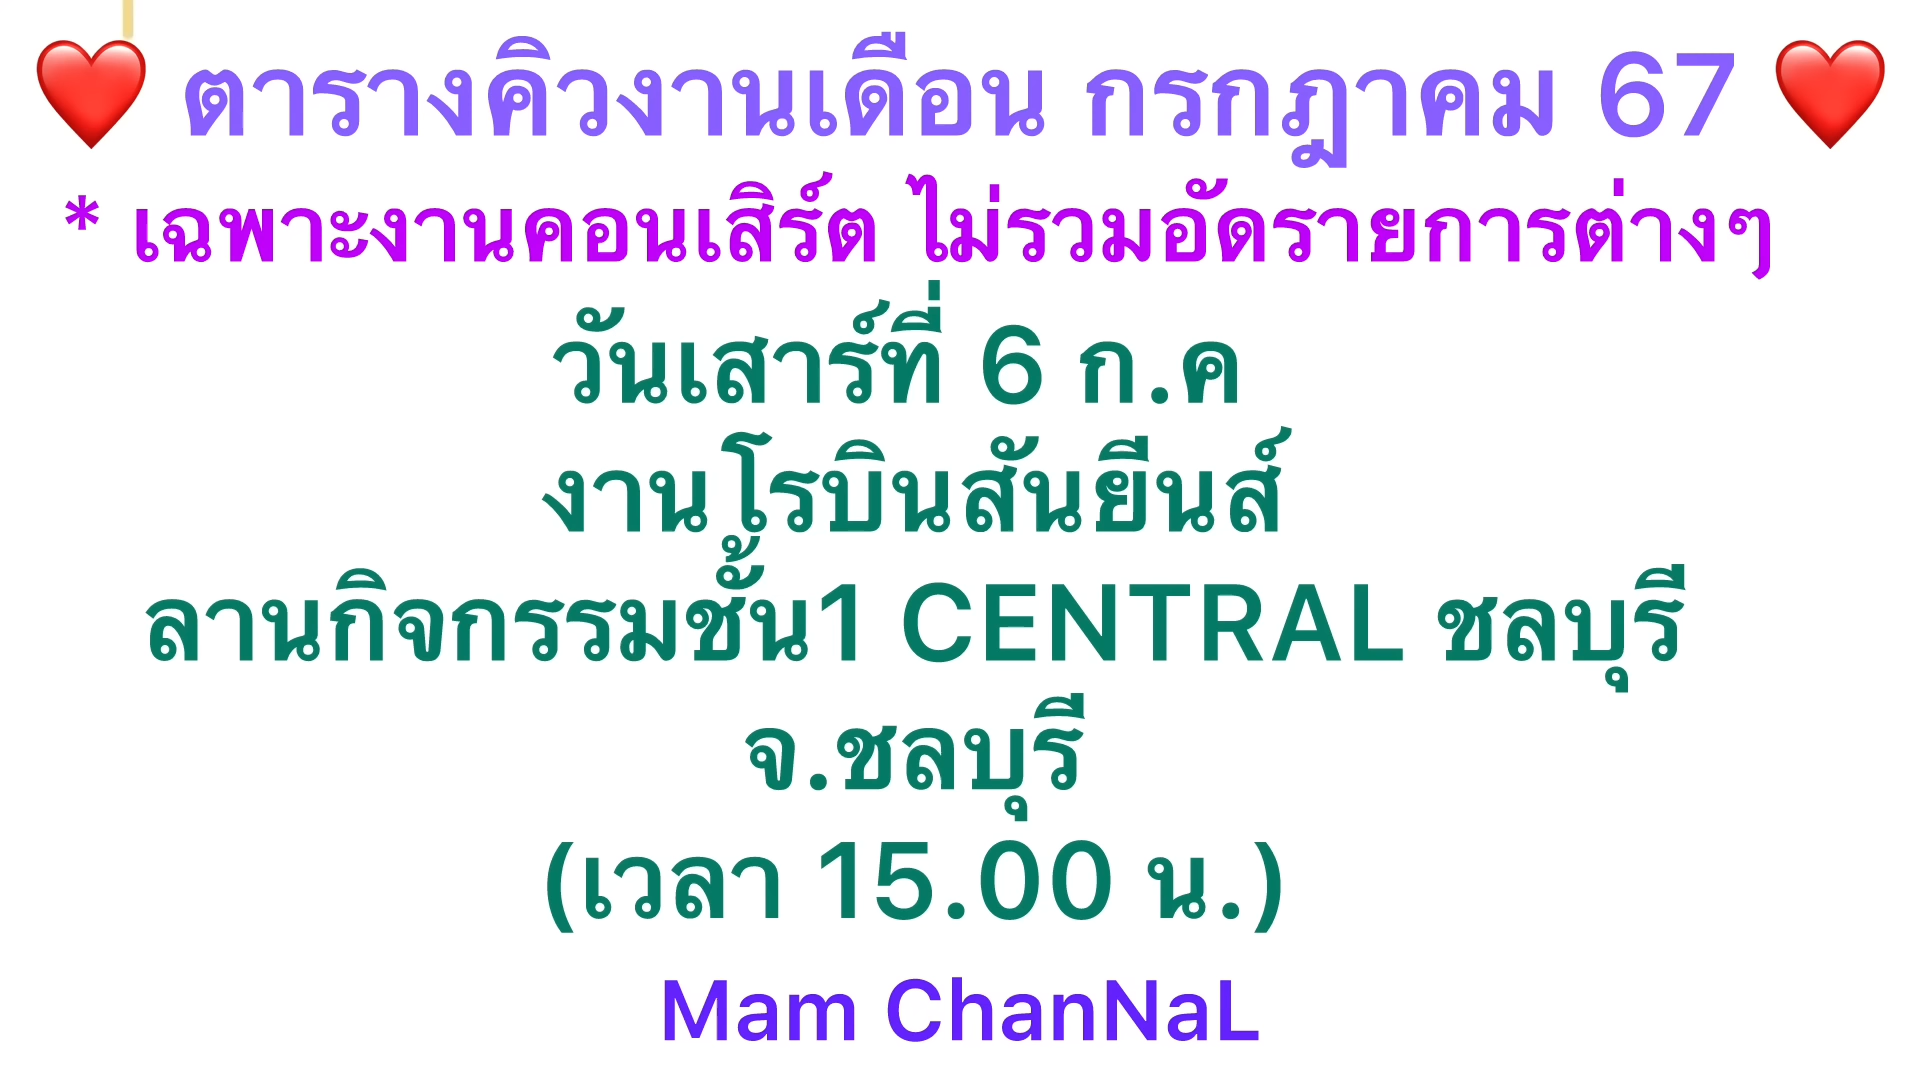 ❤️ ตารางคิวงานเดือน กรกฎาคม 67 ❤️
* เฉพาะงานคอนเสิร์ต ไม่รวมอัดรายการต่างๆ
วันเสาร์ที่ 6 ก.ค
งานโรบินสันยีนส์
ลานกิจกรรมชั้น1 CENTRAL ชลบุรี
จ.ชลบุรี
(เวลา 15.00 น.)
Mam ChanNaL